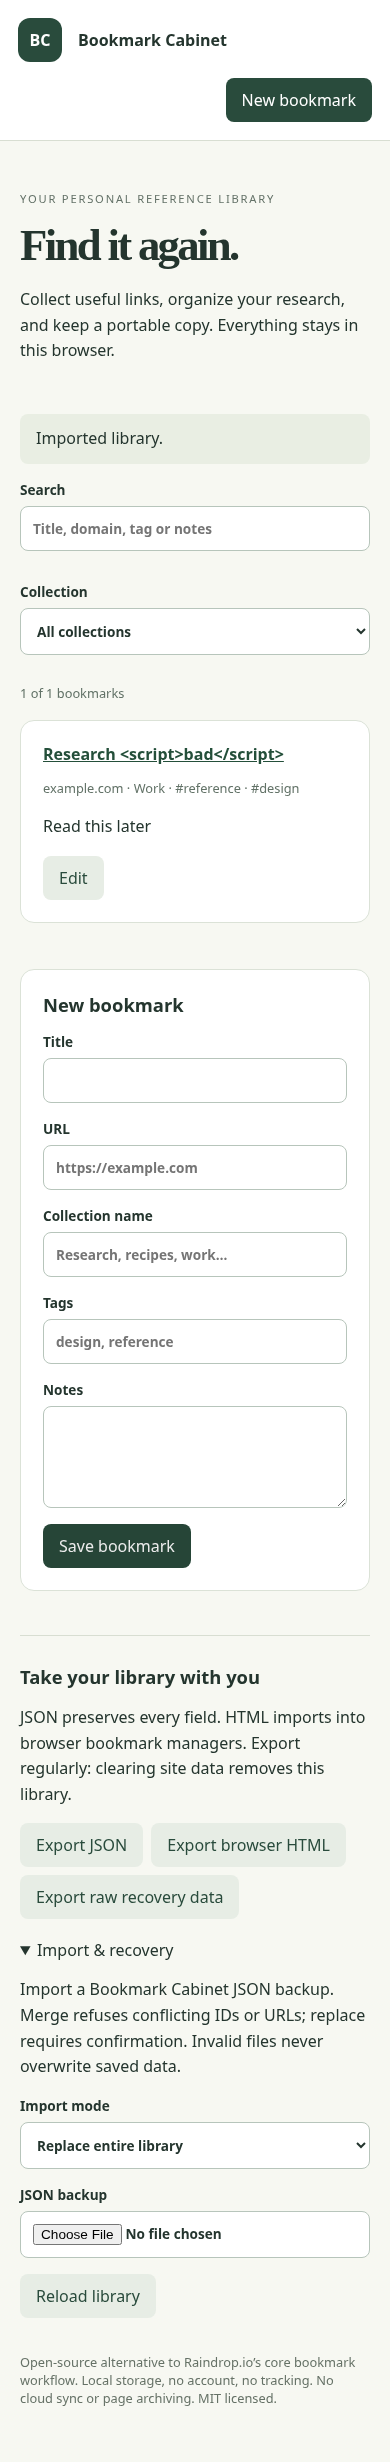 BC
Bookmark Cabinet
New bookmark
YOUR PERSONAL REFERENCE LIBRARY
Find it again.
Collect useful links, organize your research,
and keep a portable copy. Everything stays in
this browser.
Imported library.
Search
Title, domain, tag or notes
Collection
All collections
1 of 1 bookmarks
Research <script>bad</script>
example.com · Work · #reference · #design
Read this later
Edit
New bookmark
Title
URL
https://example.com
Collection name
Research, recipes, work…
Tags
design, reference
Notes
Save bookmark
Take your library with you
JSON preserves every field. HTML imports into
browser bookmark managers. Export
regularly: clearing site data removes this
library.
Export JSON
Export browser HTML
Export raw recovery data
Import & recovery
Import a Bookmark Cabinet JSON backup.
Merge refuses conflicting IDs or URLs; replace
requires confirmation. Invalid files never
overwrite saved data.
Import mode
Replace entire library
JSON backup
Choose File No file chosen
Reload library
Open-source alternative to Raindrop.io’s core bookmark
workflow. Local storage, no account, no tracking. No
cloud sync or page archiving. MIT licensed.